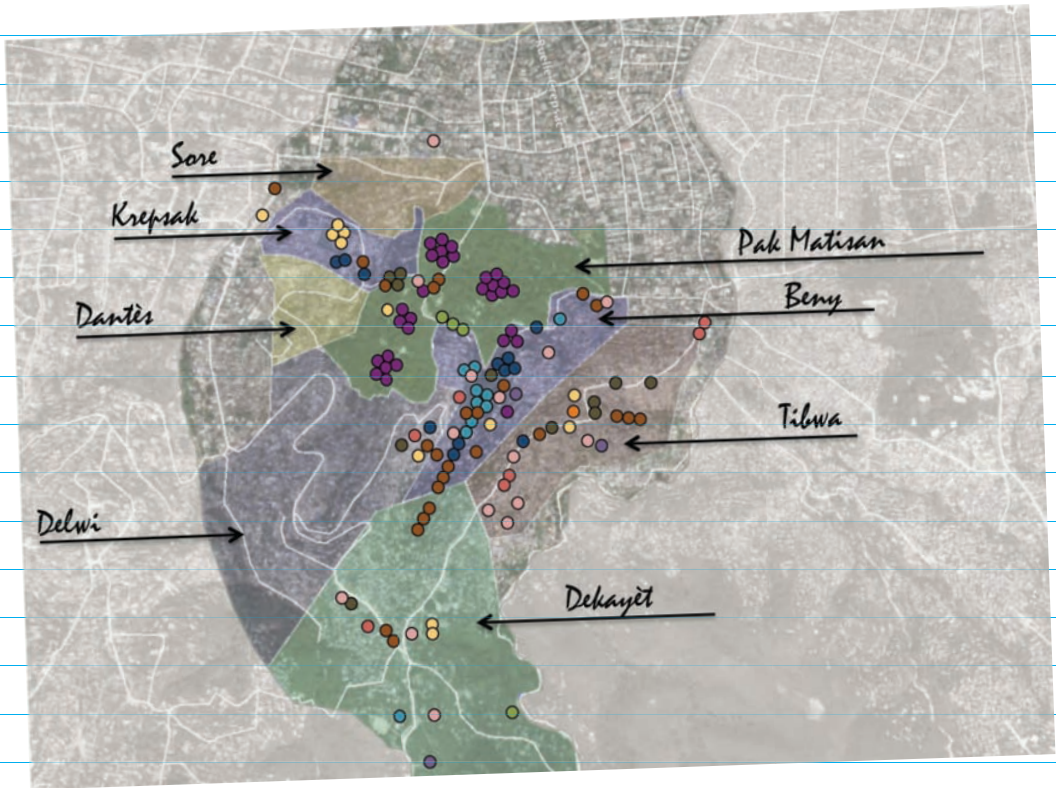 Sore
Krepsak
Pak Matisan
Beny
Dantès
Tibwa
Delwi
Dekayèt